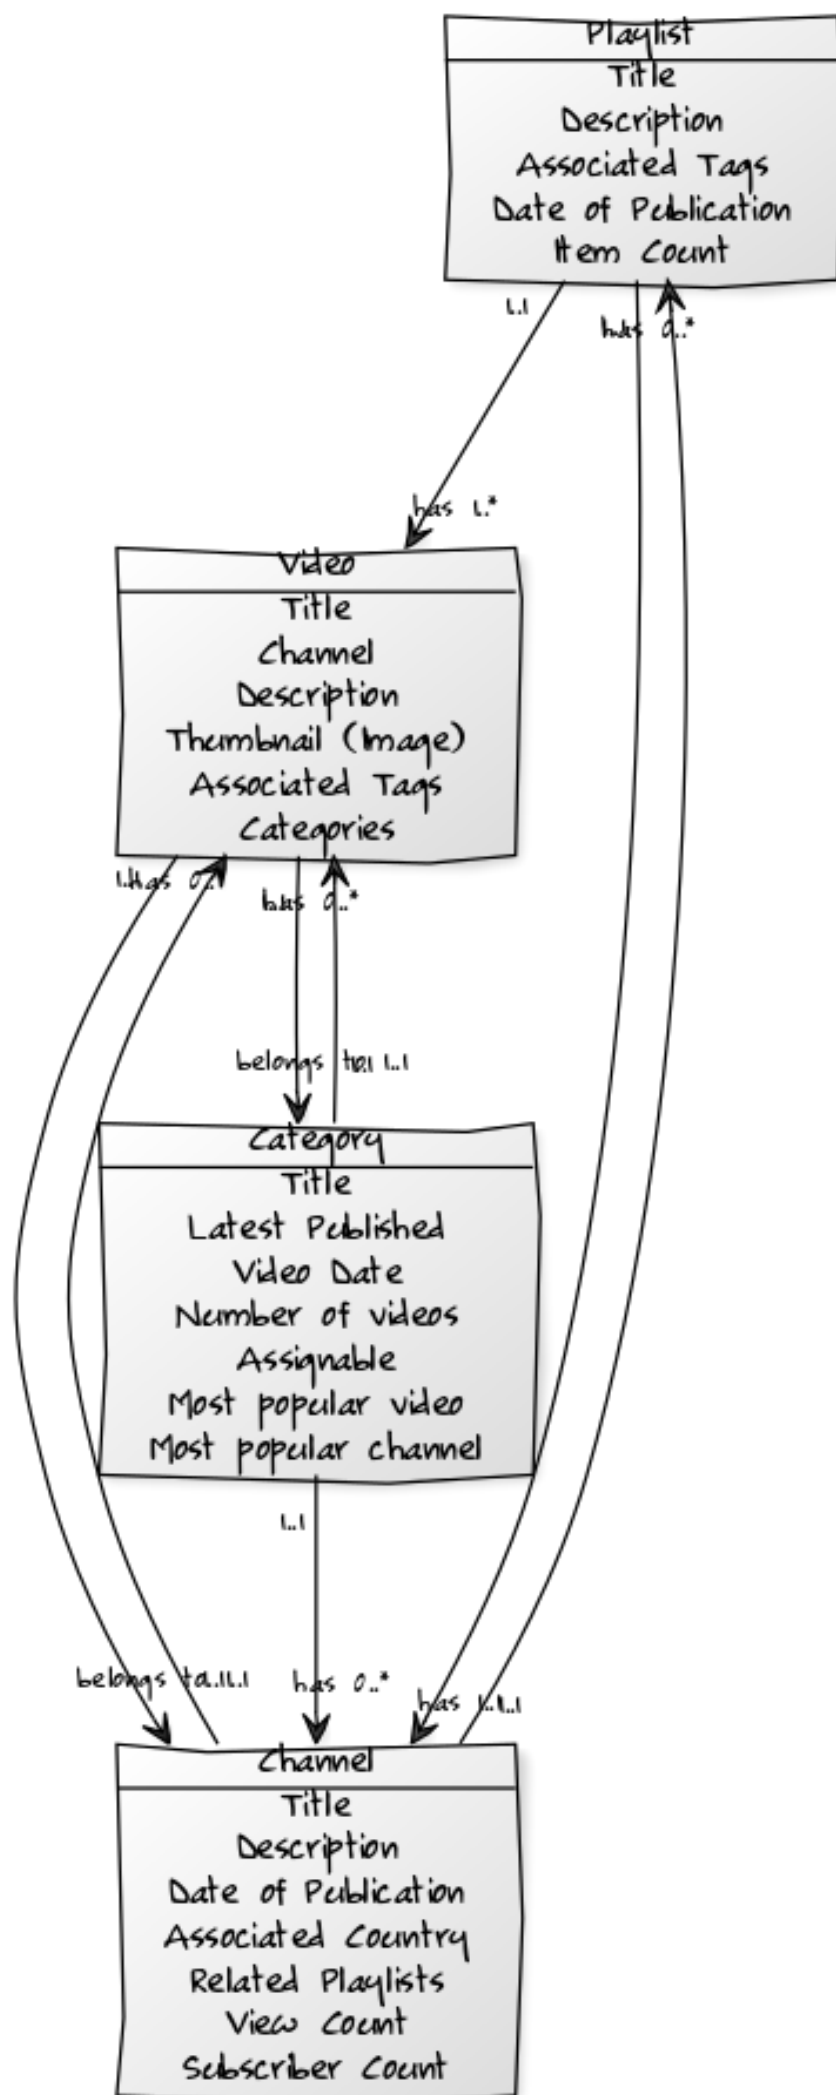 Playlist
Title
Description
Associated Tags
Date of Publication
Item Count
1..1
has 0..*
has 1..*
Video
Title
Channel
Description
Thumbnail (Image)
Associated Tags
Categories
has 0..*
belongs to 1..1
Category
Title
Latest Published
Video Date
Number of videos
Assignable
Most popular video
Most popular channel
1..1
belongs to
has 0..*
has
Channel
Title
Description
Date of Publication
Associated Country
Related Playlists
View Count
Subscriber Count